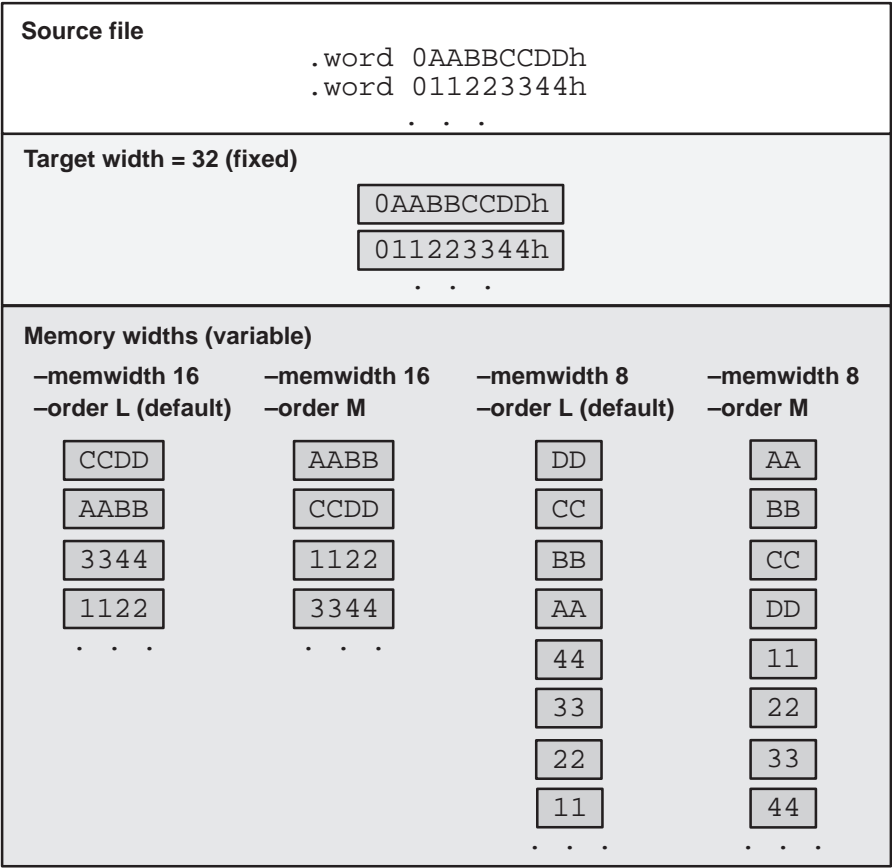 Source file
.word 0AABBCCDDh
.word 011223344h
. . .
Target width = 32 (fixed)
0AABBCCDDh
011223344h
. . .
Memory widths (variable)
–memwidth 16 –memwidth 16 –memwidth 8 –memwidth 8
–order L (default) –order M –order L (default) –order M
CCDD AABB DD AA
AABB CCDD CC BB
3344 1122 BB CC
1122 3344 AA DD
. . . . . . 44 11
33 22
22 33
11 44
. . . . . .